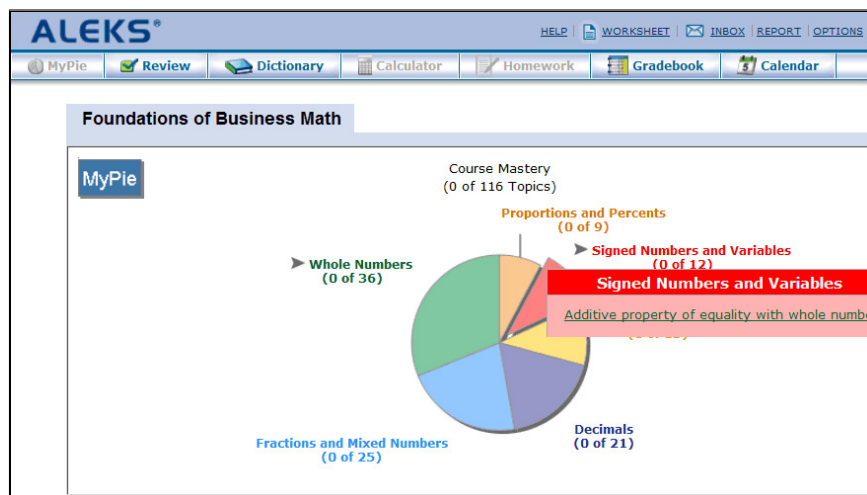 ALEKS®
HELP WORKSHEET INBOX REPORT OPTIONS
MyPie Review Dictionary Calculator Homework Gradebook Calendar
Foundations of Business Math
MyPie
Course Mastery
(0 of 116 Topics)
Proportions and Percents
(0 of 9)
Signed Numbers and Variables
(0 of 12)
Whole Numbers
(0 of 36)
Signed Numbers and Variables
Additive property of equality with whole numb
Decimals
(0 of 21)
Fractions and Mixed Numbers
(0 of 25)